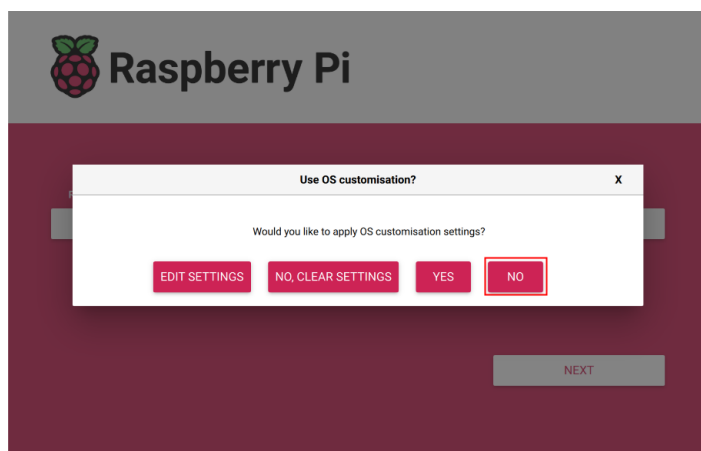 Raspberry Pi
Use OS customisation?
X
Would you like to apply OS customisation settings?
EDIT SETTINGS
NO, CLEAR SETTINGS
YES
NO
NEXT